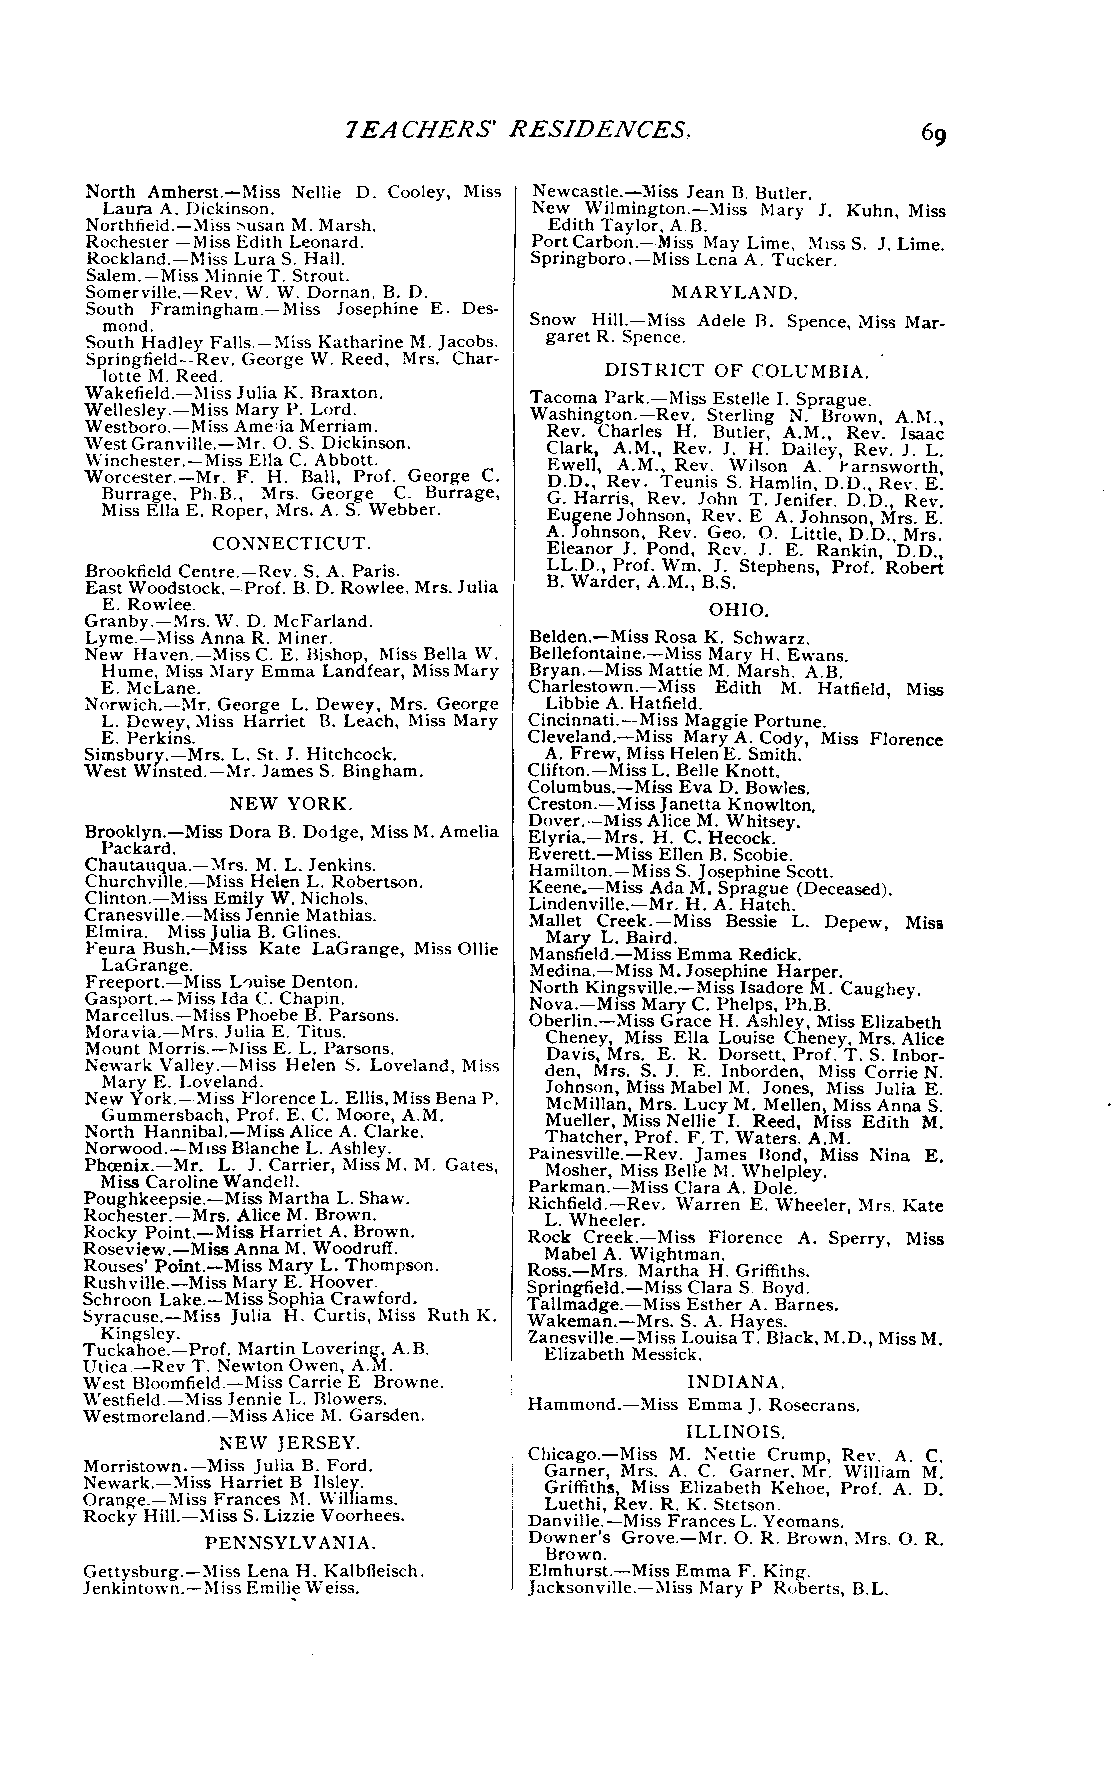 TEACHERS' RESIDENCES.
69
North Amherst.—Miss Nellie D. Cooley, Miss
Laura A. Dickinson.
Northfield.—Miss Susan M. Marsh.
Rochester —Miss Edith Leonard.
Rockland.—Miss Lura S. Hall.
Salem.—Miss Minnie T. Strout.
Somerville.—Rev. W. W. Dornan, B. D.
South Framingham.—Miss Josephine E. Des-
mond.
South Hadley Falls.—Miss Katharine M. Jacobs.
Springfield--Rev. George W. Reed, Mrs. Char-
lotte M. Reed.
Wakefield.—Miss Julia K. Braxton.
Wellesley.—Miss Mary P. Lord.
Westboro.—Miss Amelia Merriam.
West Granville.—Mr. O. S. Dickinson.
Winchester.—Miss Ella C. Abbott.
Worcester.—Mr. F. H. Ball, Prof. George C.
Burrage, Ph.B., Mrs. George C. Burrage,
Miss Ella E. Roper, Mrs. A. S. Webber.
CONNECTICUT.
Brookfield Centre.—Rev. S. A. Paris.
East Woodstock.—Prof. B. D. Rowlee, Mrs. Julia
E. Rowlee.
Granby.—Mrs. W. D. McFarland.
Lyme.—Miss Anna R. Miner.
New Haven.—Miss C. E. Bishop, Miss Bella W.
Hume, Miss Mary Emma Landfear, Miss Mary
E. McLane.
Norwich.—Mr. George L. Dewey, Mrs. George
L. Dewey, Miss Harriet B. Leach, Miss Mary
E. Perkins.
Simsbury.—Mrs. L. St. J. Hitchcock.
West Winsted.—Mr. James S. Bingham.
NEW YORK.
Brooklyn.—Miss Dora B. Dodge, Miss M. Amelia
Packard.
Chautauqua.—Mrs. M. L. Jenkins.
Churchville.—Miss Helen L. Robertson.
Clinton.—Miss Emily W. Nichols.
Cranesville.—Miss Jennie Mathias.
Elmira. Miss Julia B. Glines.
Feura Bush.—Miss Kate LaGrange, Miss Ollie
LaGrange.
Freeport.—Miss Louise Denton.
Gasport.—Miss Ida C. Chapin.
Marcellus.—Miss Phoebe B. Parsons.
Moravia.—Mrs. Julia E. Titus.
Mount Morris.—Miss E. L. Parsons.
Newark Valley.—Miss Helen S. Loveland, Miss
Mary E. Loveland.
New York.—Miss Florence L. Ellis, Miss Bena P.
Gummersbach, Prof. E. C. Moore, A.M.
North Hannibal.—Miss Alice A. Clarke.
Norwood.—Miss Blanche L. Ashley.
Phœnix.—Mr. L. J. Carrier, Miss M. M. Gates,
Miss Caroline Wandell.
Poughkeepsie.—Miss Martha L. Shaw.
Rochester.—Mrs. Alice M. Brown.
Rocky Point.—Miss Harriet A. Brown.
Roseview.—Miss Anna M. Woodruff.
Rouses' Point.—Miss Mary L. Thompson.
Rushville.—Miss Mary E. Hoover.
Schroon Lake.—Miss Sophia Crawford.
Syracuse.—Miss Julia H. Curtis, Miss Ruth K.
Kingsley.
Tuckahoe.—Prof. Martin Lovering, A.B.
Utica.—Rev T. Newton Owen, A.M.
West Bloomfield.—Miss Carrie E Browne.
Westfield.—Miss Jennie L. Blowers.
Westmoreland.—Miss Alice M. Garsden.
NEW JERSEY.
Morristown.—Miss Julia B. Ford.
Newark.—Miss Harriet B Ilsley.
Orange.—Miss Frances M. Williams.
Rocky Hill.—Miss S. Lizzie Voorhees.
PENNSYLVANIA.
Gettysburg.—Miss Lena H. Kalbfleisch.
Jenkintown.—Miss Emilie Weiss.
Newcastle.—Miss Jean B. Butler.
New Wilmington.—Miss Mary J. Kuhn, Miss
Edith Taylor, A.B.
Port Carbon.—Miss May Lime, Miss S. J. Lime.
Springboro.—Miss Lena A. Tucker.
MARYLAND.
Snow Hill.—Miss Adele B. Spence, Miss Mar-
garet R. Spence.
DISTRICT OF COLUMBIA.
Tacoma Park.—Miss Estelle I. Sprague.
Washington.—Rev. Sterling N. Brown, A.M.,
Rev. Charles H. Butler, A.M., Rev. Isaac
Clark, A.M., Rev. J. H. Dailey, Rev. J. L.
Ewell, A.M., Rev. Wilson A. Farnsworth,
D.D., Rev. Teunis S. Hamlin, D.D., Rev. E.
G. Harris, Rev. John T. Jenifer, D.D., Rev.
Eugene Johnson, Rev. E A. Johnson, Mrs. E.
A. Johnson, Rev. Geo. O. Little, D.D., Mrs.
Eleanor J. Pond, Rev. J. E. Rankin, D.D.,
LL.D., Prof. Wm. J. Stephens, Prof. Robert
B. Warder, A.M., B.S.
OHIO.
Belden.—Miss Rosa K. Schwarz.
Bellefontaine.—Miss Mary H. Ewans.
Bryan.—Miss Mattie M. Marsh, A.B.
Charlestown.—Miss Edith M. Hatfield, Miss
Libbie A. Hatfield.
Cincinnati.—Miss Maggie Portune.
Cleveland.—Miss Mary A. Cody, Miss Florence
A. Frew, Miss Helen E. Smith.
Clifton.—Miss L. Belle Knott.
Columbus.—Miss Eva D. Bowles.
Creston.—Miss Janetta Knowlton.
Dover.—Miss Alice M. Whitsey.
Elyria.—Mrs. H. C. Hecock.
Everett.—Miss Ellen B. Scobie.
Hamilton.—Miss S. Josephine Scott.
Keene.—Miss Ada M. Sprague (Deceased).
Lindenville.—Mr. H. A. Hatch.
Mallet Creek.—Miss Bessie L. Depew, Miss
Mary L. Baird.
Mansfield.—Miss Emma Redick.
Medina.—Miss M. Josephine Harper.
North Kingsville.—Miss Isadore M. Caughey.
Nova.—Miss Mary C. Phelps, Ph.B.
Oberlin.—Miss Grace H. Ashley, Miss Elizabeth
Cheney, Miss Ella Louise Cheney, Mrs. Alice
Davis, Mrs. E. R. Dorsett, Prof. T. S. Inbor-
den, Mrs. S. J. E. Inborden, Miss Corrie N.
Johnson, Miss Mabel M. Jones, Miss Julia E.
McMillan, Mrs. Lucy M. Mellen, Miss Anna S.
Mueller, Miss Nellie I. Reed, Miss Edith M.
Thatcher, Prof. F. T. Waters, A.M.
Painesville.—Rev. James Bond, Miss Nina E.
Mosher, Miss Belle M. Whelpley.
Parkman.—Miss Clara A. Dole.
Richfield.—Rev. Warren E. Wheeler, Mrs. Kate
L. Wheeler.
Rock Creek.—Miss Florence A. Sperry, Miss
Mabel A. Wightman.
Ross.—Mrs. Martha H. Griffiths.
Springfield.—Miss Clara S. Boyd.
Tallmadge.—Miss Esther A. Barnes.
Wakeman.—Mrs. S. A. Hayes.
Zanesville.—Miss Louisa T. Black, M.D., Miss M.
Elizabeth Messick.
INDIANA.
Hammond.—Miss Emma J. Rosecrans.
ILLINOIS.
Chicago.—Miss M. Nettie Crump, Rev. A. C.
Garner, Mrs. A. C. Garner, Mr. William M.
Griffiths, Miss Elizabeth Kehoe, Prof. A. D.
Luethi, Rev. R. K. Stetson.
Danville.—Miss Frances L. Yeomans.
Downer's Grove.—Mr. O. R. Brown, Mrs. O. R.
Brown.
Elmhurst.—Miss Emma F. King.
Jacksonville.—Miss Mary P Roberts, B.L.